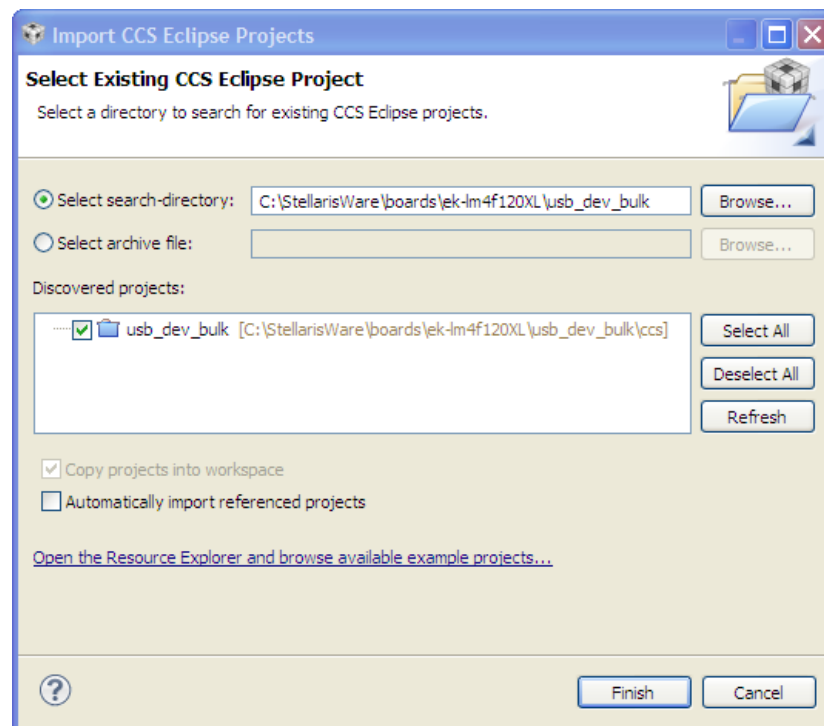 Import CCS Eclipse Projects
Select Existing CCS Eclipse Project
Select a directory to search for existing CCS Eclipse projects.
Select search-directory: C:\StellarisWare\boards\ek-lm4f120XL\usb_dev_bulk Browse...
Select archive file: Browse...
Discovered projects:
usb_dev_bulk [C:\StellarisWare\boards\ek-lm4f120XL\usb_dev_bulk\ccs] Select All
Deselect All
Refresh
Copy projects into workspace
Automatically import referenced projects
Open the Resource Explorer and browse available example projects...
? Finish Cancel